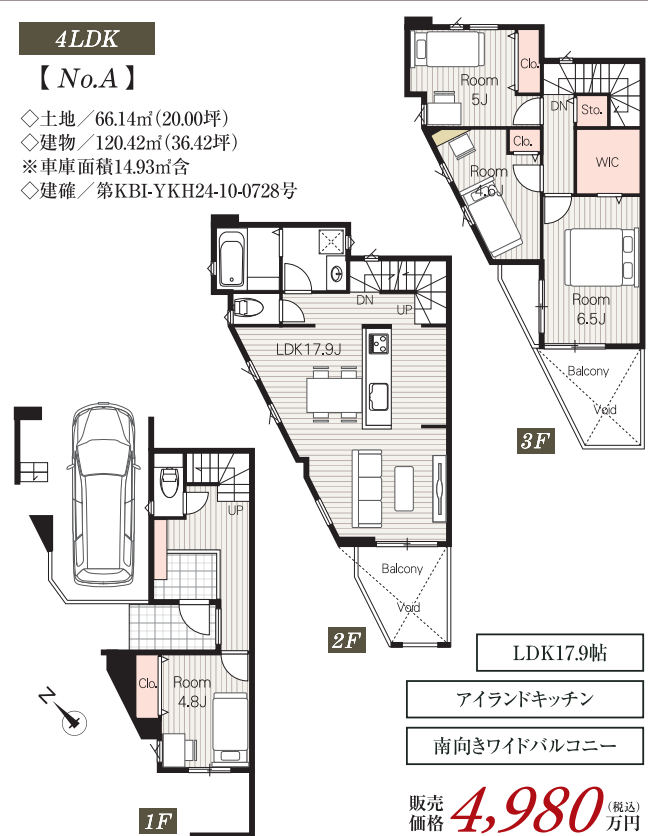 4LDK
【 No.A 】
◇土地／66.14㎡(20.00坪)
◇建物／120.42㎡(36.42坪)
※車庫面積14.93㎡含
◇建確／第KBI-YKH24-10-0728号
Room
5J
Clo.
DN
Sto.
Clo.
Room
4.6J
WIC
Room
6.5J
Balcony
Void
3F
DN
UP
LDK17.9J
Balcony
Void
2F
UP
Clo.
Room
4.8J
N
1F
LDK17.9帖
アイランドキッチン
南向きワイドバルコニー
販売価格 4,980万円(税込)